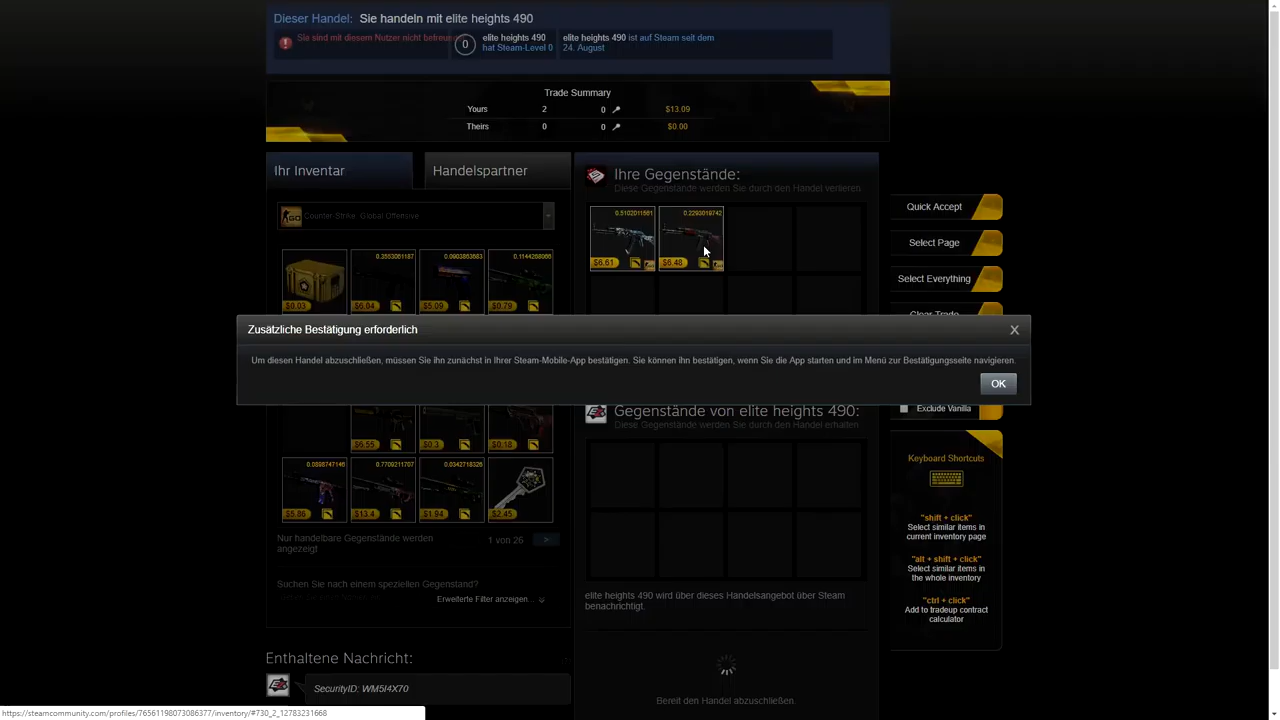 Dieser Handel: Sie handeln mit elite heights 490
Sie sind mit diesem Nutzer nicht
0
elite heights 490
hat Steam-Level 0
elite heights 490 ist auf Steam seit dem
24. August
Trade Summary
Yours 2 0 $13.09
Theirs 0 0 $0.00
Ihr Inventar
Handelspartner
Counter-Strike: Global Offensive
Ihre Gegenstände:
Diese Gegenstände werden Sie durch den Handel verlieren
0.5102011561 0.2293019742
$6.61 $6.48
0.0903863683 0.1144268066
$0.03 $6.04 $5.09 $0.79
Quick Accept
Select Page
Select Everything
Clear Trade
Zusätzliche Bestätigung erforderlich
X
Um diesen Handel abzuschließen, müssen Sie ihn zunächst in Ihrer Steam-Mobile-App bestätigen. Sie können ihn bestätigen, wenn Sie die App starten und im Menü zur Bestätigungsseite navigieren.
OK
Exclude Vanilla
$6.55 $0.3 $0.18
0.0898747146 0.7709211707 0.0342718326
$5.86 $13.4 $1.94 $2.45
Nur handelbare Gegenstände werden
angezeigt
1 von 26 >
Suchen Sie nach einem speziellen Gegenstand?
Erweiterte Filter anzeigen...
Gegenstände von elite heights 490:
Diese Gegenstände werden Sie durch den Handel erhalten
elite heights 490 wird über dieses Handelsangebot über Steam
benachrichtigt.
Keyboard Shortcuts
"shift + click"
Select similar items in
current inventory page
"alt + shift + click"
Select similar items in
the whole inventory
"ctrl + click"
Add to tradeup contract
calculator
Enthaltene Nachricht:
SecurityID: WM5I4X70
Bereit den Handel abzuschließen.
https://steamcommunity.com/profiles/76561198073086377/inventory/#730_2_12783231668